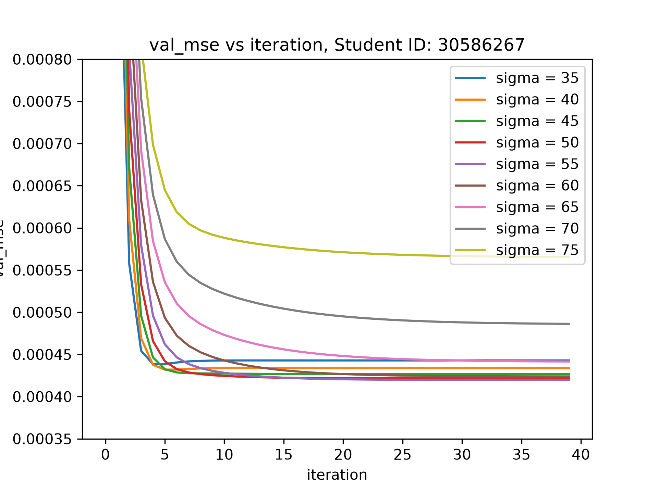 val_mse vs iteration, Student ID: 30586267
0.00080
0.00075
0.00070
0.00065
0.00060
0.00055
0.00050
0.00045
0.00040
0.00035
val_mse
sigma = 35
sigma = 40
sigma = 45
sigma = 50
sigma = 55
sigma = 60
sigma = 65
sigma = 70
sigma = 75
0 5 10 15 20 25 30 35 40
iteration